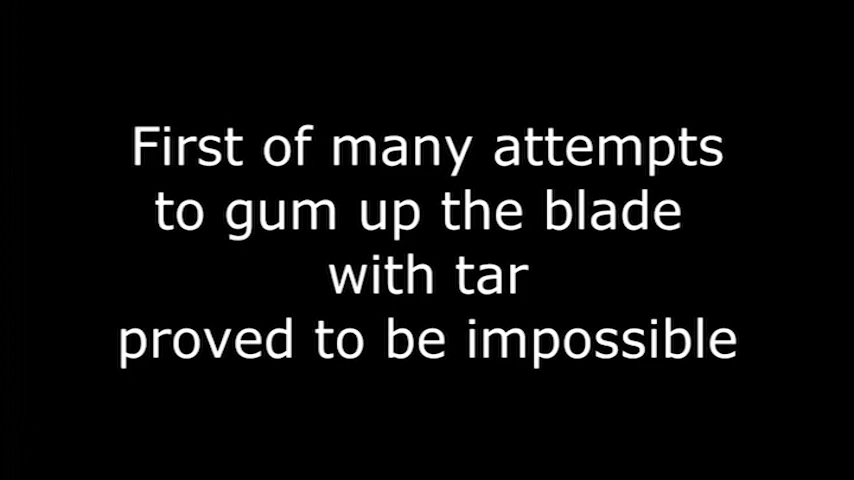 First of many attempts
to gum up the blade
with tar
proved to be impossible